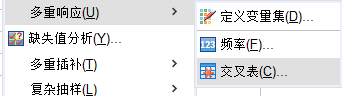 多重响应(U)
缺失值分析(Y)...
多重插补(T)
复杂抽样(L)
定义变量集(D)...
频率(F)...
交叉表(C)...